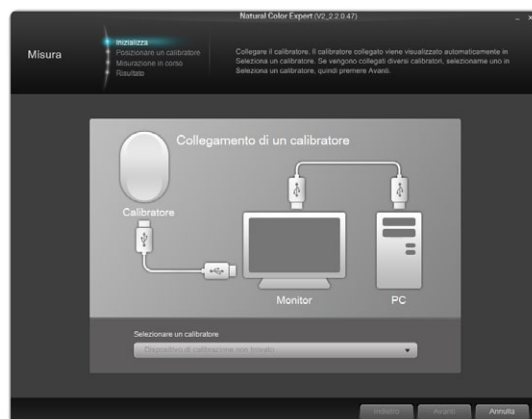 Natural Color Expert (V2_2.0.47)
Misura
Inizializza
Posizionare un calibratore
Misurazione in corso
Risultato
Collegare il calibratore. Il calibratore collegato viene visualizzato automaticamente in
Seleziona un calibratore. Se vengono collegati diversi calibratori, selezioname uno in
Seleziona un calibratore, quindi premere Avanti.
Collegamento di un calibratore
Calibratore
Monitor
PC
Selezionare un calibratore
Dispositivo di calibrazione non trovato
Indietro
Avanti
Annulla